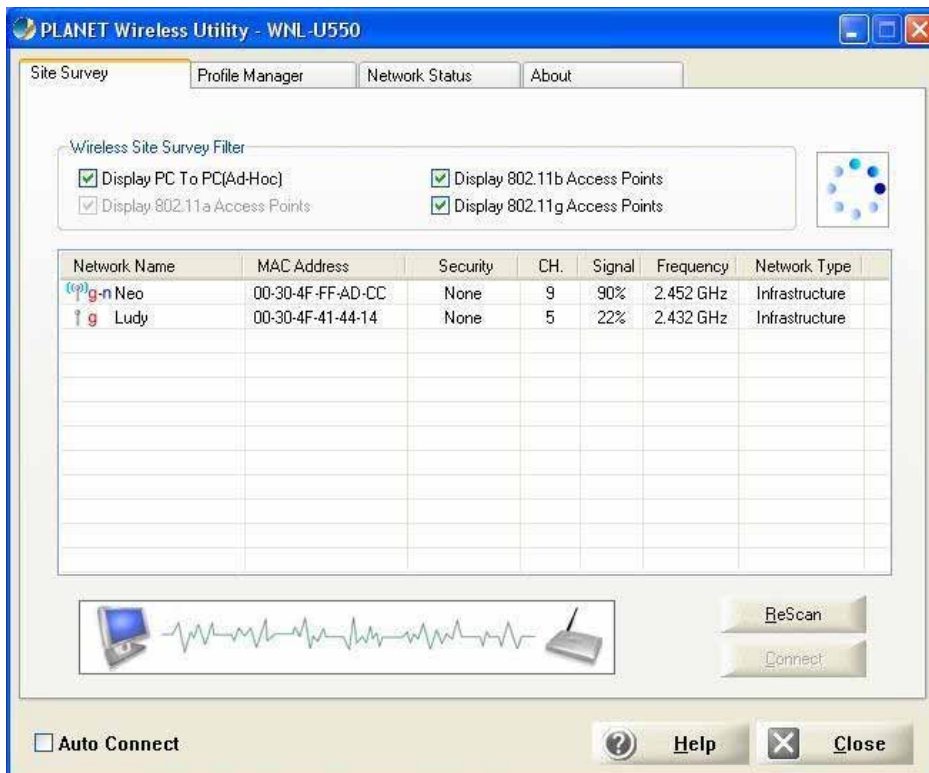 PLANET Wireless Utility - WNL-U550
Site Survey Profile Manager Network Status About
Wireless Site Survey Filter
Display PC To PC(Ad-Hoc) Display 802.11b Access Points
Display 802.11a Access Points Display 802.11g Access Points
Network Name MAC Address Security CH. Signal Frequency Network Type
g-n Neo 00-30-4F-FF-AD-CC None 9 90% 2.452 GHz Infrastructure
g Ludy 00-30-4F-41-44-14 None 5 22% 2.432 GHz Infrastructure
ReScan
Connect
Auto Connect Help Close